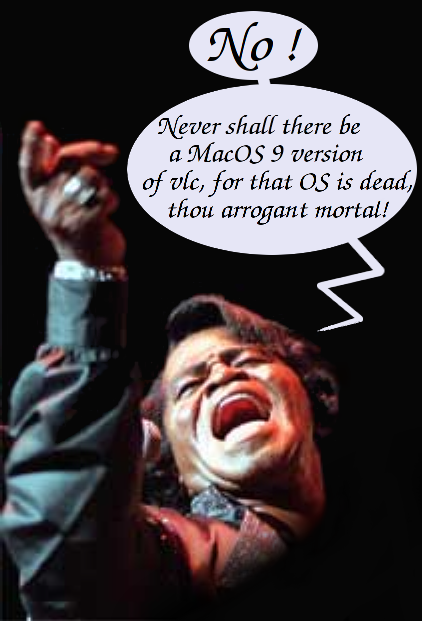 No !
Never shall there be
a MacOS 9 version
of vlc, for that OS is dead,
thou arrogant mortal!